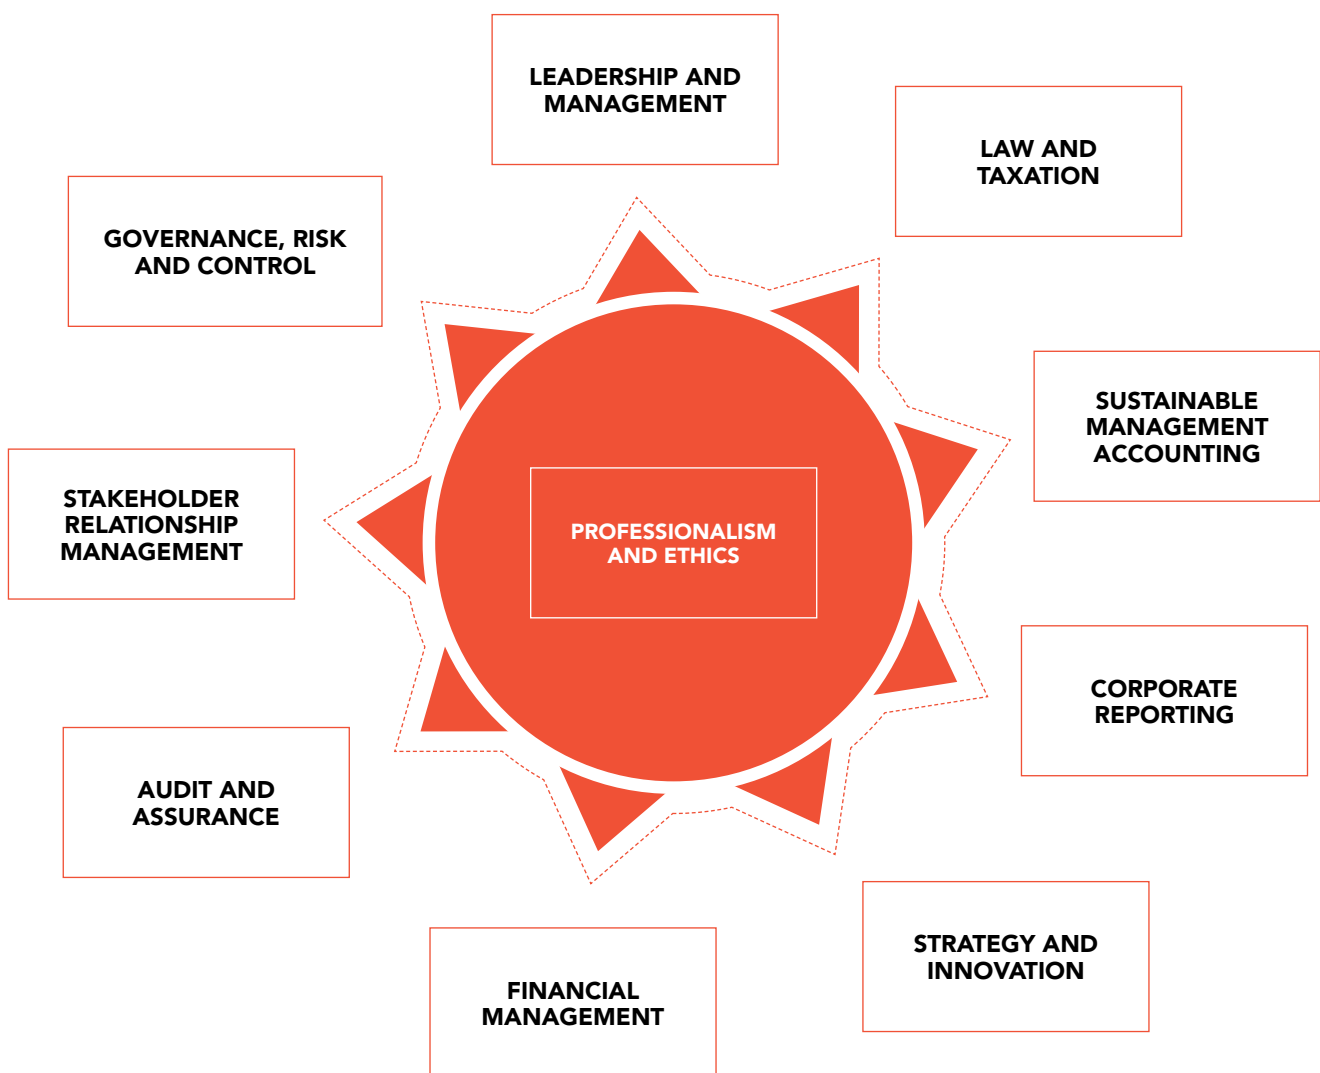 LEADERSHIP AND
MANAGEMENT
LAW AND
TAXATION
GOVERNANCE, RISK
AND CONTROL
SUSTAINABLE
MANAGEMENT
ACCOUNTING
STAKEHOLDER
RELATIONSHIP
MANAGEMENT
PROFESSIONALISM
AND ETHICS
CORPORATE
REPORTING
AUDIT AND
ASSURANCE
STRATEGY AND
INNOVATION
FINANCIAL
MANAGEMENT